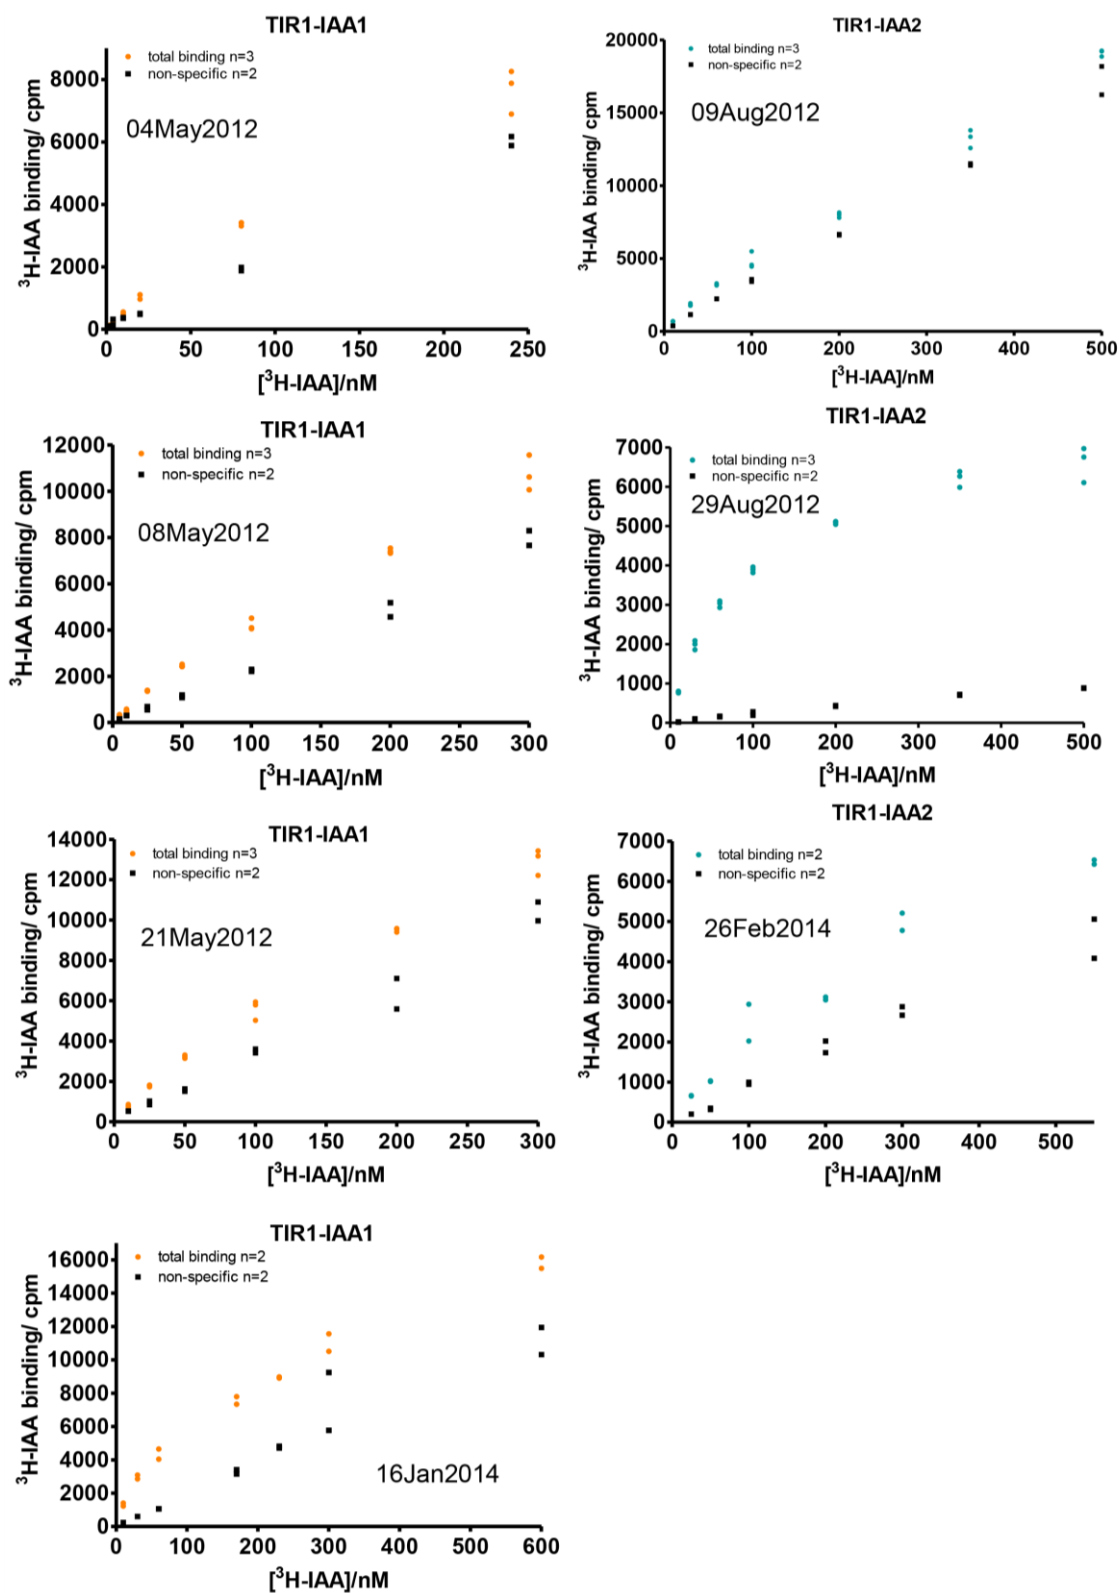 TIR1-IAA1
total binding n=3
non-specific n=2
04May2012
³H-IAA binding/ cpm
8000
6000
4000
2000
0
0 50 100 150 200 250
[³H-IAA]/nM
TIR1-IAA2
total binding n=3
non-specific n=2
09Aug2012
³H-IAA binding/ cpm
20000
15000
10000
5000
0
0 100 200 300 400 500
[³H-IAA]/nM
TIR1-IAA1
total binding n=3
non-specific n=2
08May2012
³H-IAA binding/ cpm
12000
10000
8000
6000
4000
2000
0
0 50 100 150 200 250 300
[³H-IAA]/nM
TIR1-IAA2
total binding n=3
non-specific n=2
29Aug2012
³H-IAA binding/ cpm
7000
6000
5000
4000
3000
2000
1000
0
0 100 200 300 400 500
[³H-IAA]/nM
TIR1-IAA1
total binding n=3
non-specific n=2
21May2012
³H-IAA binding/ cpm
14000
12000
10000
8000
6000
4000
2000
0
0 50 100 150 200 250 300
[³H-IAA]/nM
TIR1-IAA2
total binding n=2
non-specific n=2
26Feb2014
³H-IAA binding/ cpm
7000
6000
5000
4000
3000
2000
1000
0
0 100 200 300 400 500
[³H-IAA]/nM
TIR1-IAA1
total binding n=2
non-specific n=2
16Jan2014
³H-IAA binding/ cpm
16000
14000
12000
10000
8000
6000
4000
2000
0
0 100 200 300 400 500 600
[³H-IAA]/nM